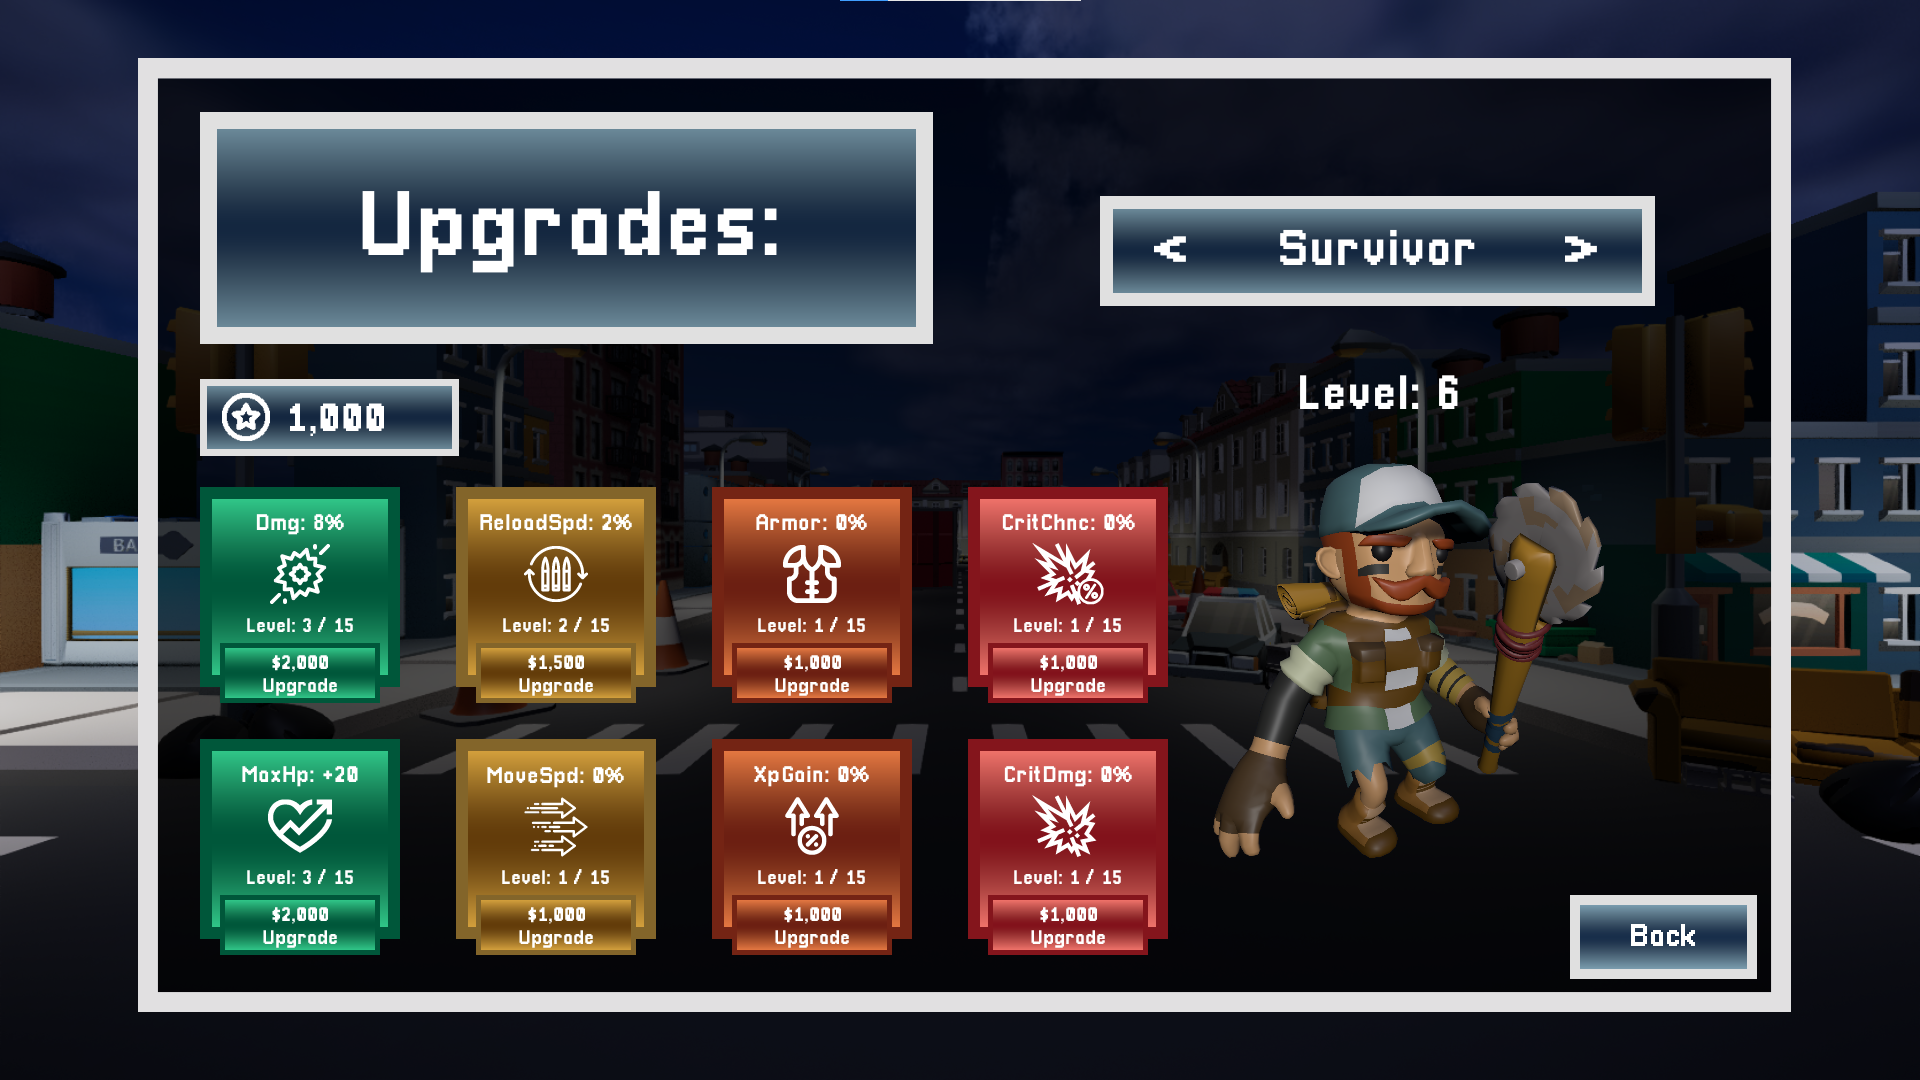 Upgrades:
< Survivor >
1,000
Level: 6
Dmg: 8%
Level: 3 / 15
$2,000
Upgrade
ReloadSpd: 2%
Level: 2 / 15
$1,500
Upgrade
Armor: 0%
Level: 1 / 15
$1,000
Upgrade
CritChnc: 0%
%
Level: 1 / 15
$1,000
Upgrade
BA
MaxHp: +20
Level: 3 / 15
$2,000
Upgrade
MoveSpd: 0%
Level: 1 / 15
$1,000
Upgrade
XpGain: 0%
%
Level: 1 / 15
$1,000
Upgrade
CritDmg: 0%
Level: 1 / 15
$1,000
Upgrade
Back